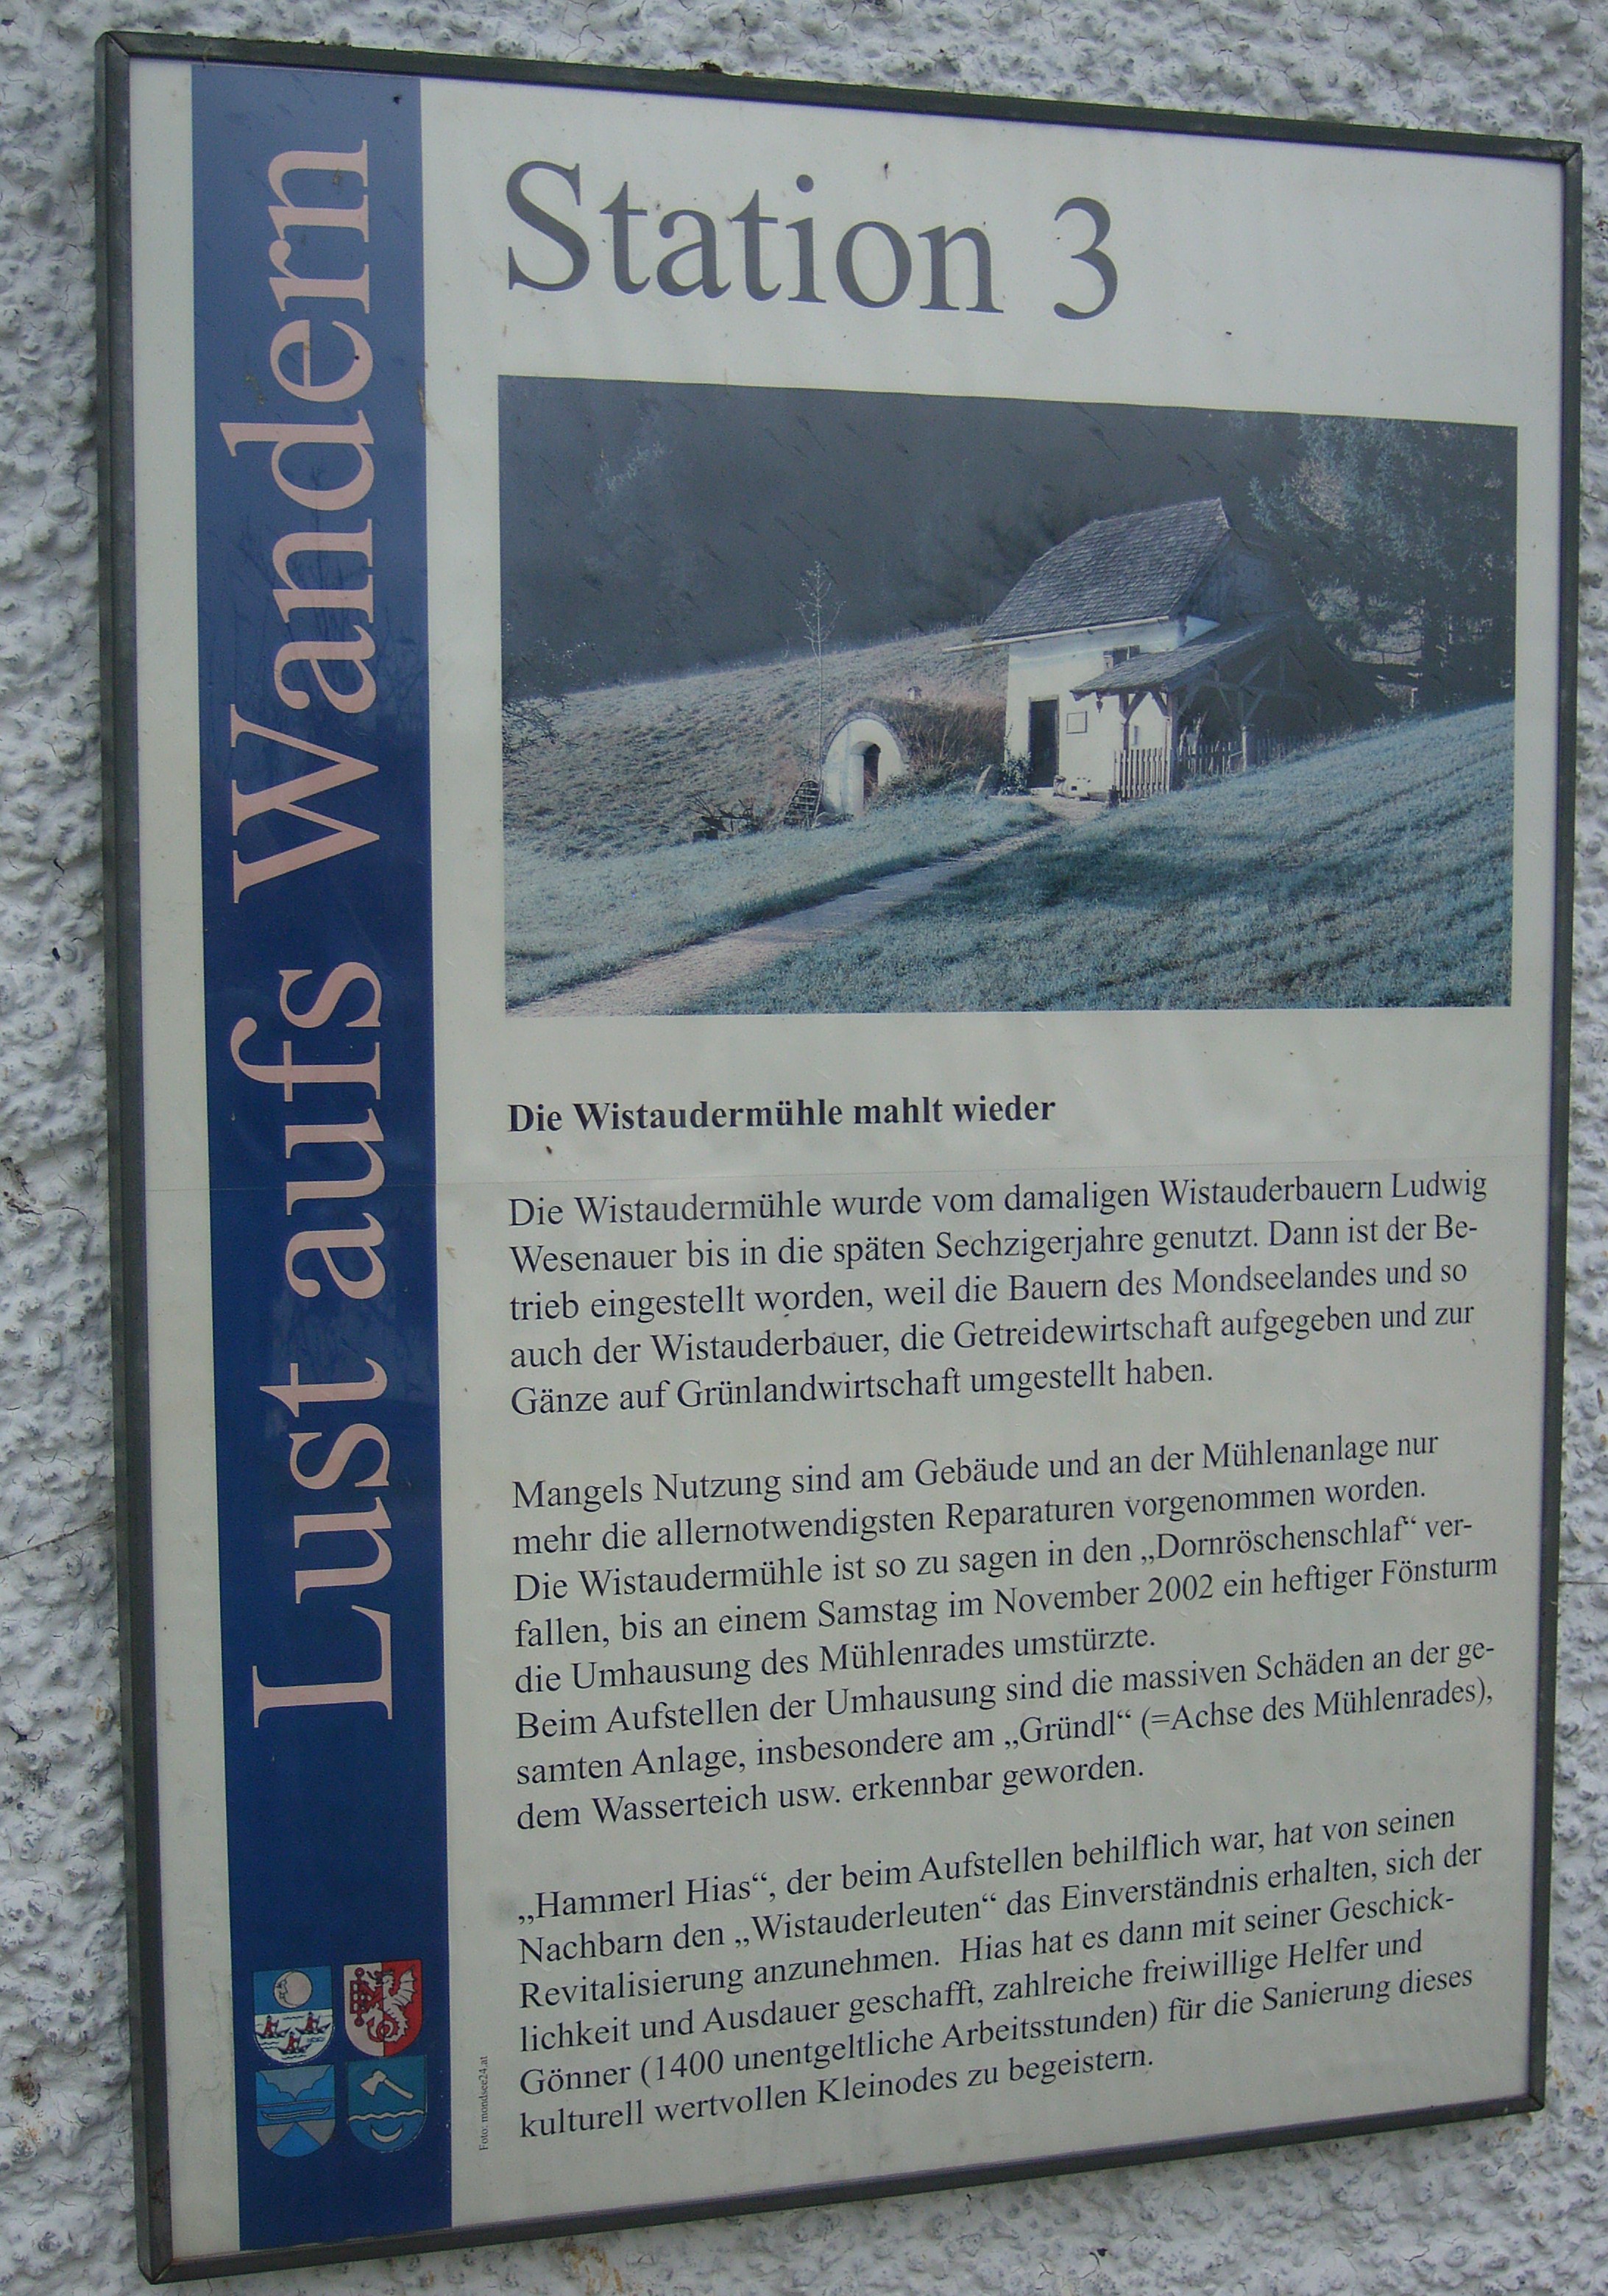 Lust aufs Wandern
Station 3
Die Wistaudermühle mahlt wieder
Die Wistaudermühle wurde vom damaligen Wistauderbauern Ludwig
Wesenauer bis in die späten Sechzigerjahre genutzt. Dann ist der Be-
trieb eingestellt worden, weil die Bauern des Mondseelandes und so
auch der Wistauderbauer, die Getreidewirtschaft aufgegeben und zur
Gänze auf Grünlandwirtschaft umgestellt haben.
Mangels Nutzung sind am Gebäude und an der Mühlenanlage nur
mehr die allernotwendigsten Reparaturen vorgenommen worden.
Die Wistaudermühle ist so zu sagen in den „Dornröschenschlaf“ ver-
fallen, bis an einem Samstag im November 2002 ein heftiger Fönsturm
die Umhausung des Mühlenrades umstürzte.
Beim Aufstellen der Umhausung sind die massiven Schäden an der ge-
samten Anlage, insbesondere am „Gründl“ (=Achse des Mühlenrades),
dem Wasserteich usw. erkennbar geworden.
„Hammerl Hias“, der beim Aufstellen behilflich war, hat von seinen
Nachbarn den „Wistauderleuten“ das Einverständnis erhalten, sich der
Revitalisierung anzunehmen. Hias hat es dann mit seiner Geschick-
lichkeit und Ausdauer geschafft, zahlreiche freiwillige Helfer und
Gönner (1400 unentgeltliche Arbeitsstunden) für die Sanierung dieses
kulturell wertvollen Kleinodes zu begeistern.
Foto: mondsee24.at